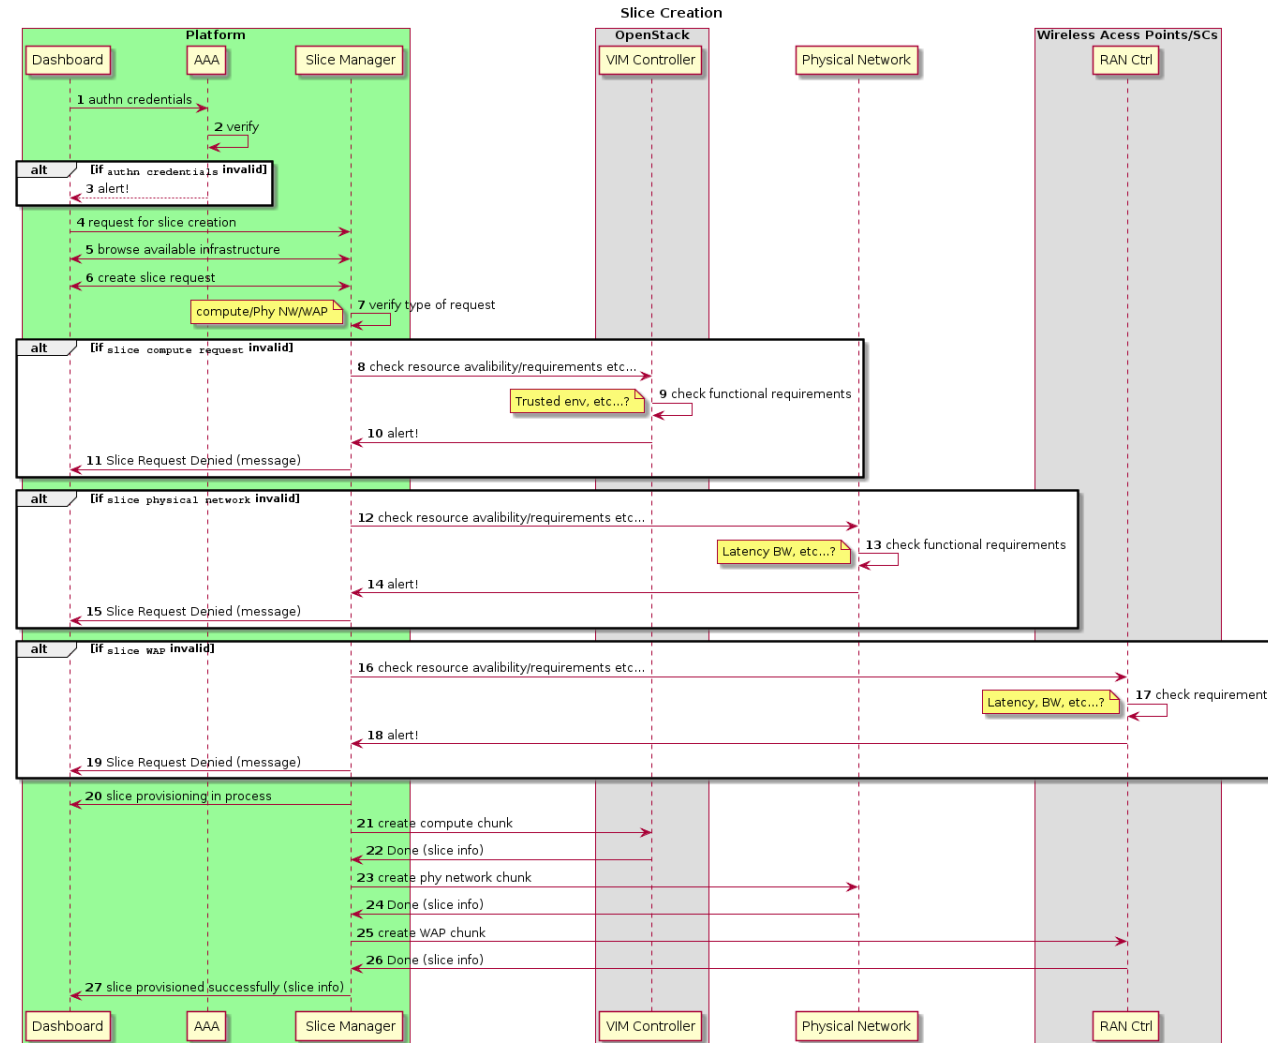 Slice Creation
Platform
OpenStack
Wireless Acess Points/SCs
Dashboard
AAA
Slice Manager
VIM Controller
Physical Network
RAN Ctrl
1 authn credentials
2 verify
alt [if authn credentials invalid]
3 alert!
4 request for slice creation
5 browse available infrastructure
6 create slice request
compute/Phy NW/WAP
7 verify type of request
alt [if slice compute request invalid]
8 check resource avalibility/requirements etc...
Trusted env, etc...?
9 check functional requirements
10 alert!
11 Slice Request Denied (message)
alt [if slice physical network invalid]
12 check resource avalibility/requirements etc...
Latency BW, etc...?
13 check functional requirements
14 alert!
15 Slice Request Denied (message)
alt [if slice WAP invalid]
16 check resource avalibility/requirements etc...
Latency, BW, etc...?
17 check requirement
18 alert!
19 Slice Request Denied (message)
20 slice provisioning in process
21 create compute chunk
22 Done (slice info)
23 create phy network chunk
24 Done (slice info)
25 create WAP chunk
26 Done (slice info)
27 slice provisioned successfully (slice info)
Dashboard
AAA
Slice Manager
VIM Controller
Physical Network
RAN Ctrl